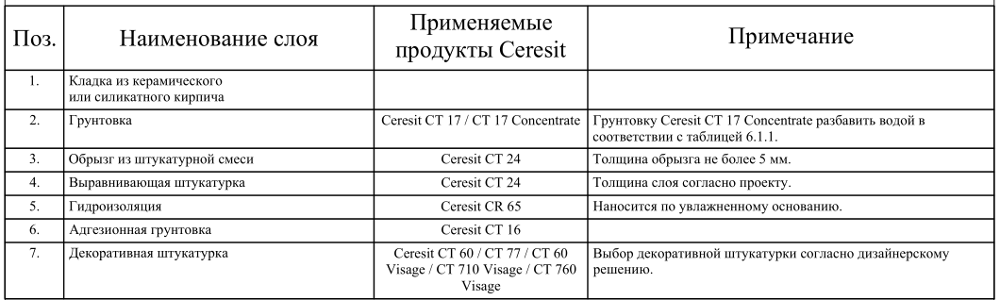 Поз.
Наименование слоя
Применяемые
продукты Ceresit
Примечание
1.
Кладка из керамического
или силикатного кирпича
2.
Грунтовка
Ceresit CT 17 / CT 17 Concentrate
Грунтовку Ceresit CT 17 Concentrate разбавить водой в
соответствии с таблицей 6.1.1.
3.
Обрызг из штукатурной смеси
Ceresit CT 24
Толщина обрызга не более 5 мм.
4.
Выравнивающая штукатурка
Ceresit CT 24
Толщина слоя согласно проекту.
5.
Гидроизоляция
Ceresit CR 65
Наносится по увлажненному основанию.
6.
Адгезионная грунтовка
Ceresit CT 16
7.
Декоративная штукатурка
Ceresit CT 60 / CT 77 / CT 60
Visage / CT 710 Visage / CT 760
Visage
Выбор декоративной штукатурки согласно дизайнерскому
решению.